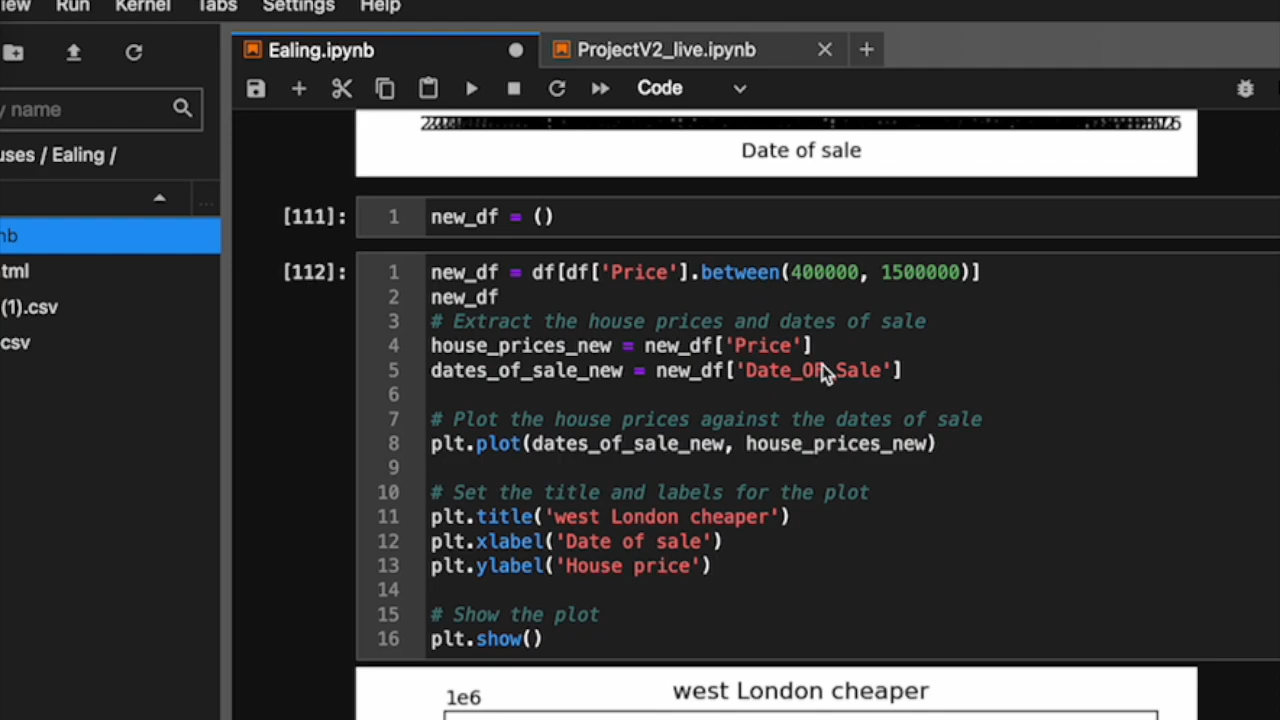 iew Run Kernel Tabs Settings Help
Ealing.ipynb ProjectV2_live.ipynb
Code
y name
uses / Ealing /
nb
tml
(1).csv
csv
Date of sale
[111]: 1 new_df = ()
[112]: 1 new_df = df[df['Price'].between(400000, 1500000)]
2 new_df
3 # Extract the house prices and dates of sale
4 house_prices_new = new_df['Price']
5 dates_of_sale_new = new_df['Date_Of_Sale']
6
7 # Plot the house prices against the dates of sale
8 plt.plot(dates_of_sale_new, house_prices_new)
9
10 # Set the title and labels for the plot
11 plt.title('west London cheaper')
12 plt.xlabel('Date of sale')
13 plt.ylabel('House price')
14
15 # Show the plot
16 plt.show()
west London cheaper
1e6